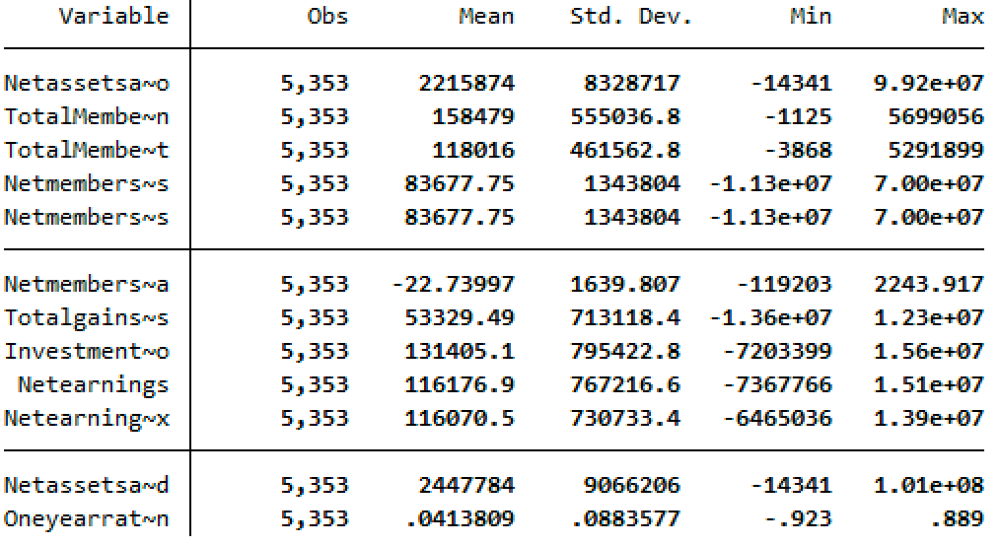 Variable Obs Mean Std. Dev. Min Max
Netassetsa~o 5,353 2215874 8328717 -14341 9.92e+07
TotalMembe~n 5,353 158479 555036.8 -1125 5699056
TotalMembe~t 5,353 118016 461562.8 -3868 5291899
Netmembers~s 5,353 83677.75 1343804 -1.13e+07 7.00e+07
Netmembers~s 5,353 83677.75 1343804 -1.13e+07 7.00e+07
Netmembers~a 5,353 -22.73997 1639.807 -119203 2243.917
Totalgains~s 5,353 53329.49 713118.4 -1.36e+07 1.23e+07
Investment~o 5,353 131405.1 795422.8 -7203399 1.56e+07
Netearnings 5,353 116176.9 767216.6 -7367766 1.51e+07
Netearning~x 5,353 116070.5 730733.4 -6465036 1.39e+07
Netassetsa~d 5,353 2447784 9066206 -14341 1.01e+08
Oneyearrat~n 5,353 .0413809 .0883577 -.923 .889